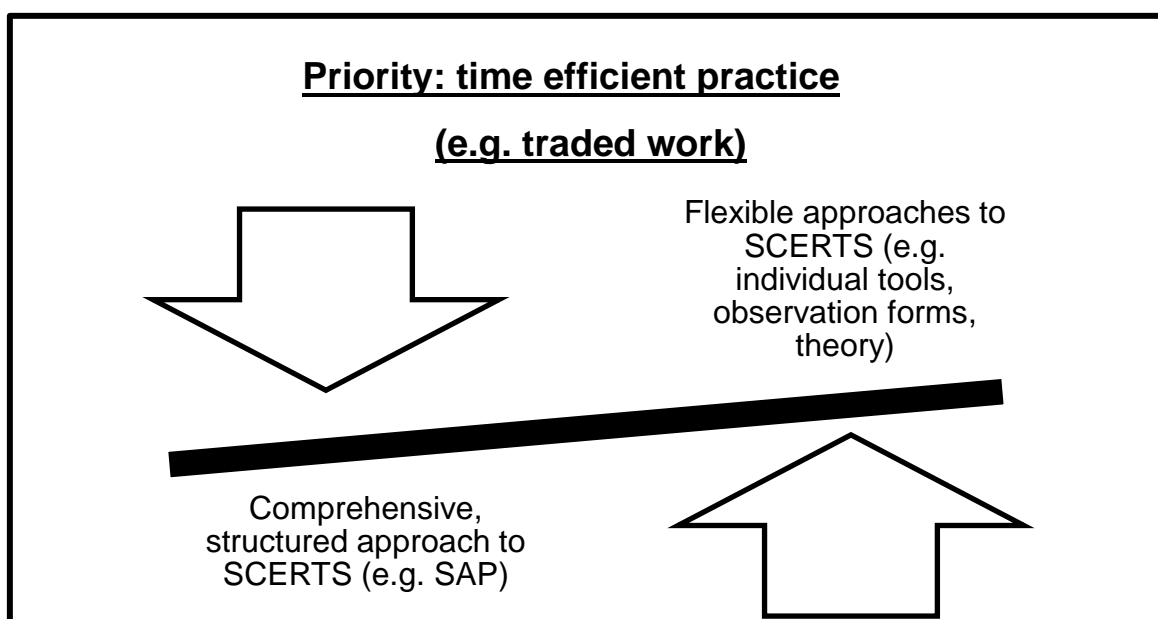 Priority: time efficient practice
(e.g. traded work)
Flexible approaches to
SCERTS (e.g.
individual tools,
observation forms,
theory)
Comprehensive,
structured approach to
SCERTS (e.g. SAP)